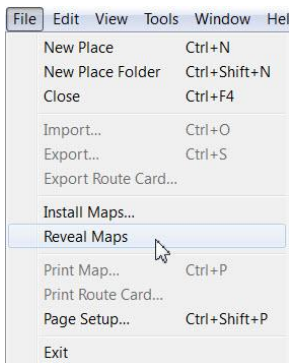 File Edit View Tools Window Hel
New Place Ctrl+N
New Place Folder Ctrl+Shift+N
Close Ctrl+F4
Import... Ctrl+O
Export... Ctrl+S
Export Route Card...
Install Maps...
Reveal Maps
Print Map... Ctrl+P
Print Route Card...
Page Setup... Ctrl+Shift+P
Exit